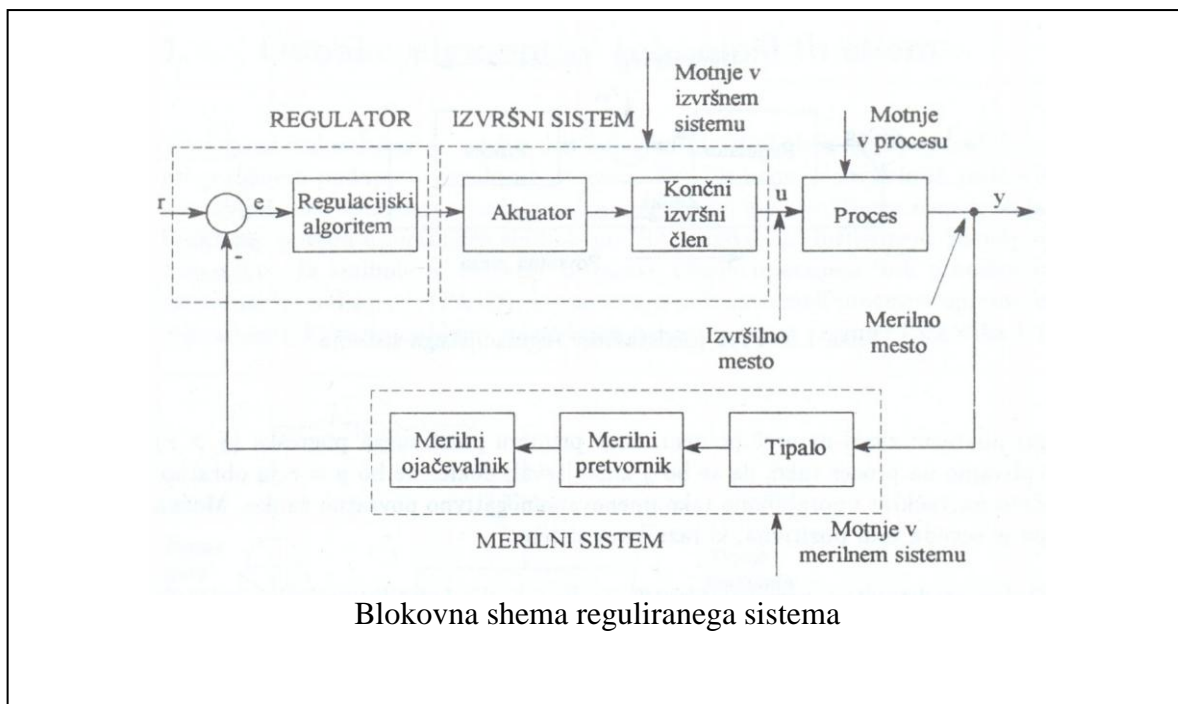 Motnje v
izvršnem
sistemu
REGULATOR
IZVRŠNI SISTEM
Motnje
v procesu
r
e
Regulacijski
algoritem
Aktuator
Končni
izvršni
člen
u
Proces
y
-
Izvršilno
mesto
Merilno
mesto
Merilni
ojačevalnik
Merilni
pretvornik
Tipalo
MERILNI SISTEM
Motnje v
merilnem sistemu
Blokovna shema reguliranega sistema